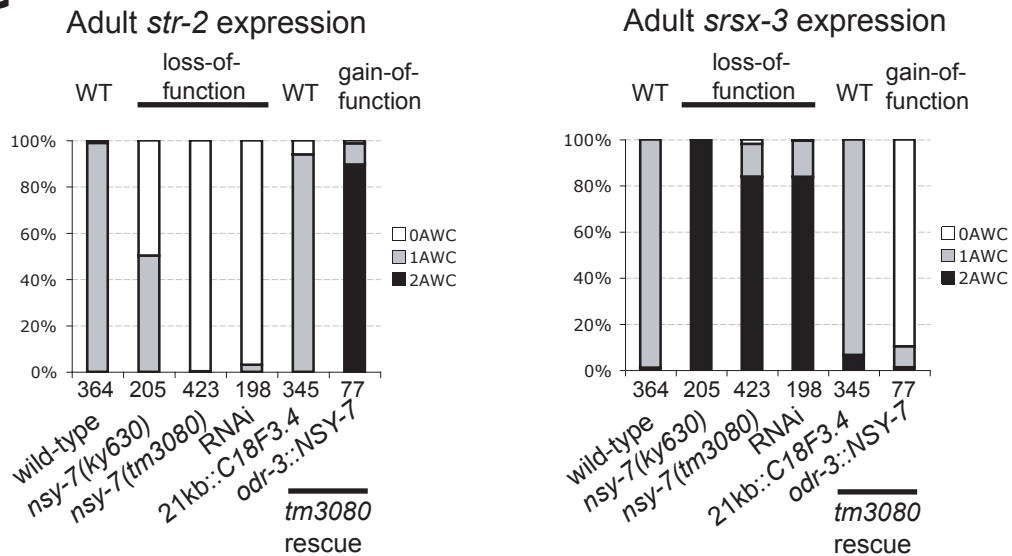 Adult str-2 expression
loss-of-
function
gain-of-
function
WT
WT
100%
80%
60%
40%
20%
0%
0AWC
1AWC
2AWC
364
205
423
198
345
77
wild-type
nsy-7(ky630)
nsy-7(tm3080)
RNAi
21kb::C18F3.4
odr-3::NSY-7
tm3080
rescue
Adult srsx-3 expression
loss-of-
function
gain-of-
function
WT
WT
100%
80%
60%
40%
20%
0%
0AWC
1AWC
2AWC
364
205
423
198
345
77
wild-type
nsy-7(ky630)
nsy-7(tm3080)
RNAi
21kb::C18F3.4
odr-3::NSY-7
tm3080
rescue